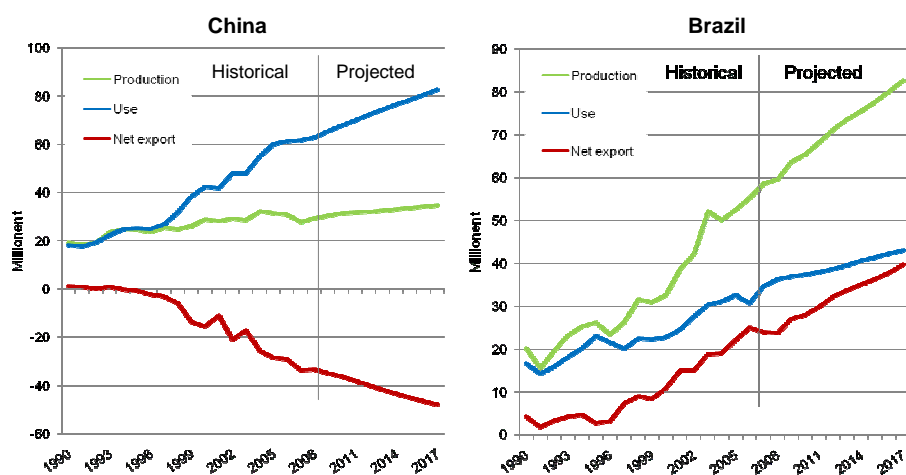 China
100
80
60
40
20
0
-20
-40
-60
Millionent
Production
Use
Net export
Historical
Projected
1990 1993 1996 1999 2002 2005 2008 2011 2014 2017
Brazil
90
80
70
60
50
40
30
20
10
0
Millionent
Production
Use
Net export
Historical
Projected
1990 1993 1996 1999 2002 2005 2008 2011 2014 2017